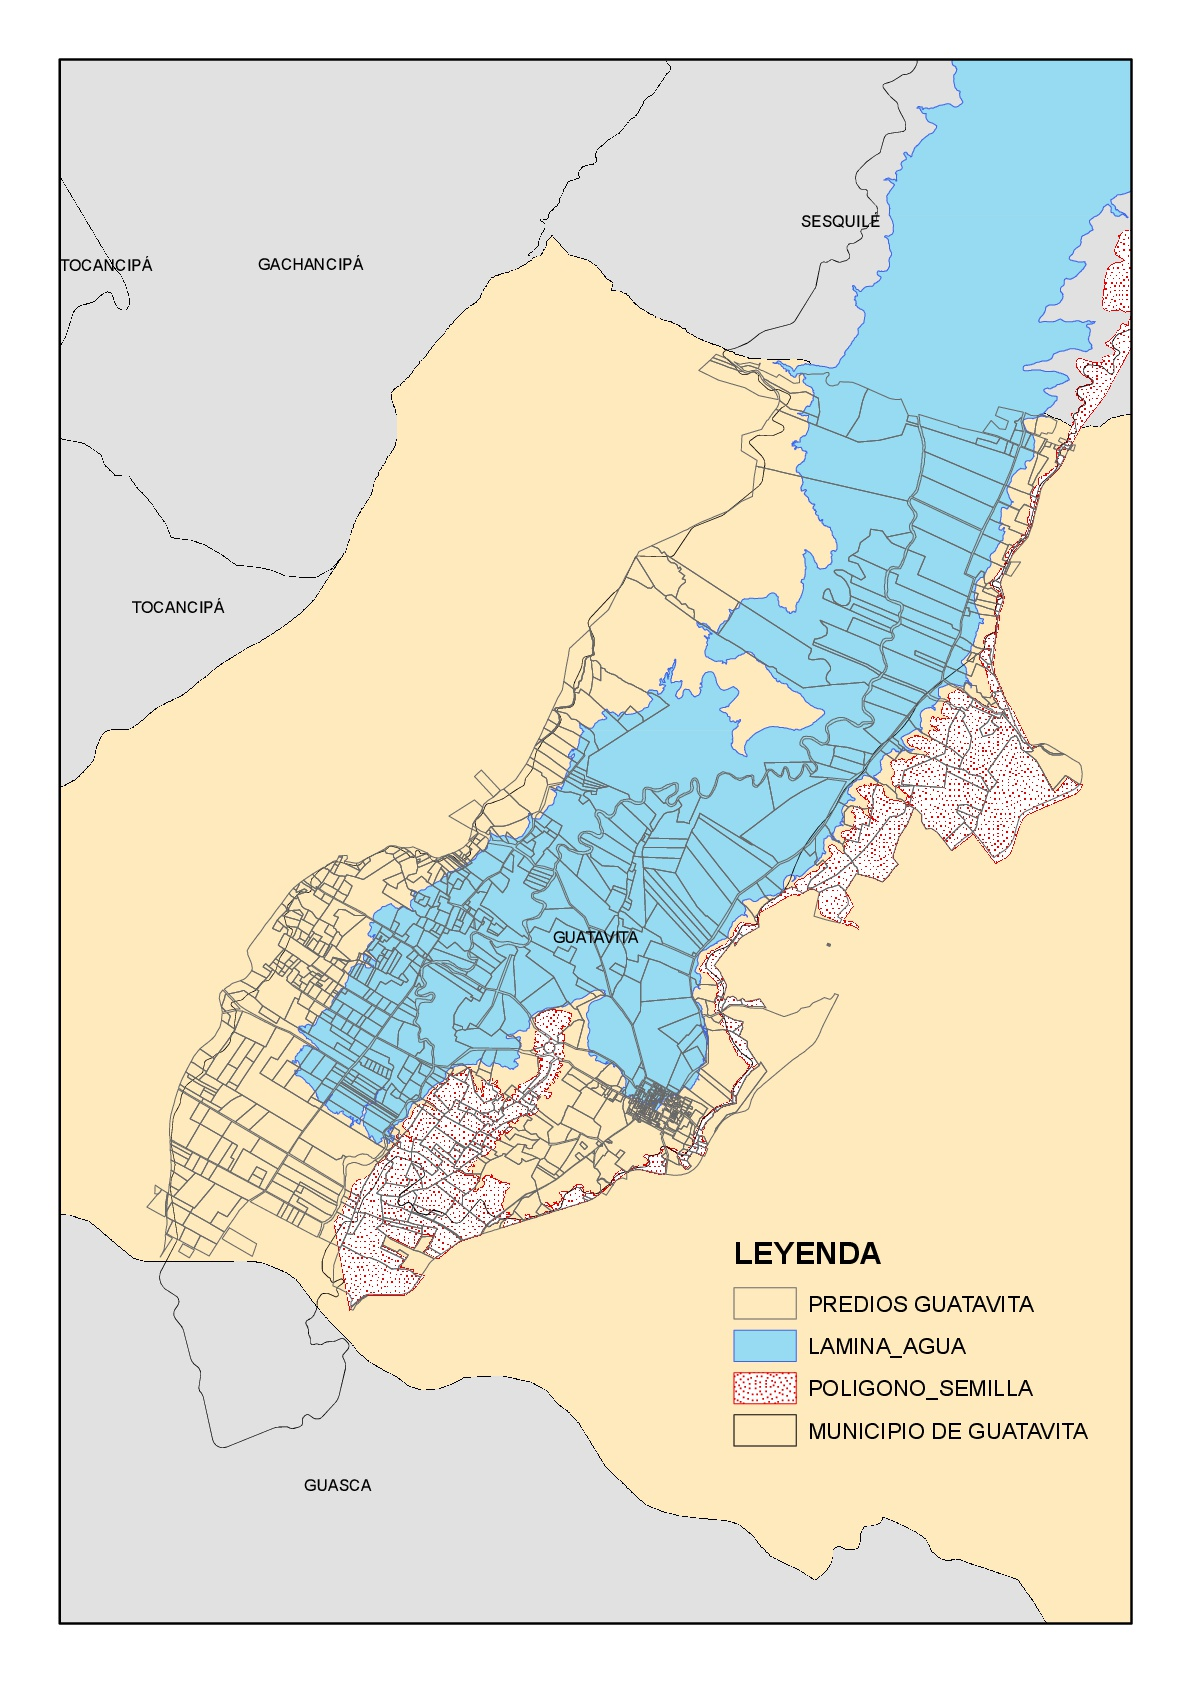 SESQUILÉ
TOCANCIPÁ
GACHANCIPÁ
TOCANCIPÁ
GUATAVITA
LEYENDA
PREDIOS GUATAVITA
LAMINA_AGUA
POLIGONO_SEMILLA
MUNICIPIO DE GUATAVITA
GUASCA